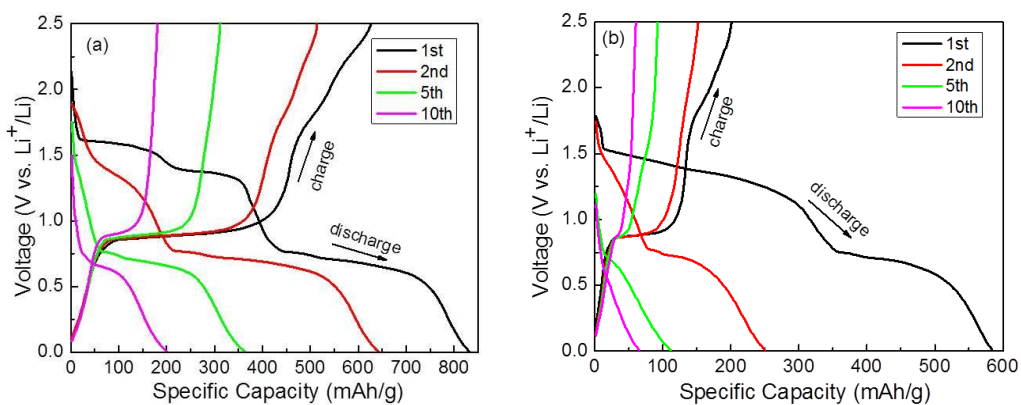 (a)
1st
2nd
5th
10th
charge
discharge
2.5
2.0
1.5
1.0
0.5
0.0
Voltage (V vs. Li⁺/Li)
0 100 200 300 400 500 600 700 800
Specific Capacity (mAh/g)
(b)
1st
2nd
5th
10th
charge
discharge
2.5
2.0
1.5
1.0
0.5
0.0
Voltage (V vs. Li⁺/Li)
0 100 200 300 400 500 600
Specific Capacity (mAh/g)